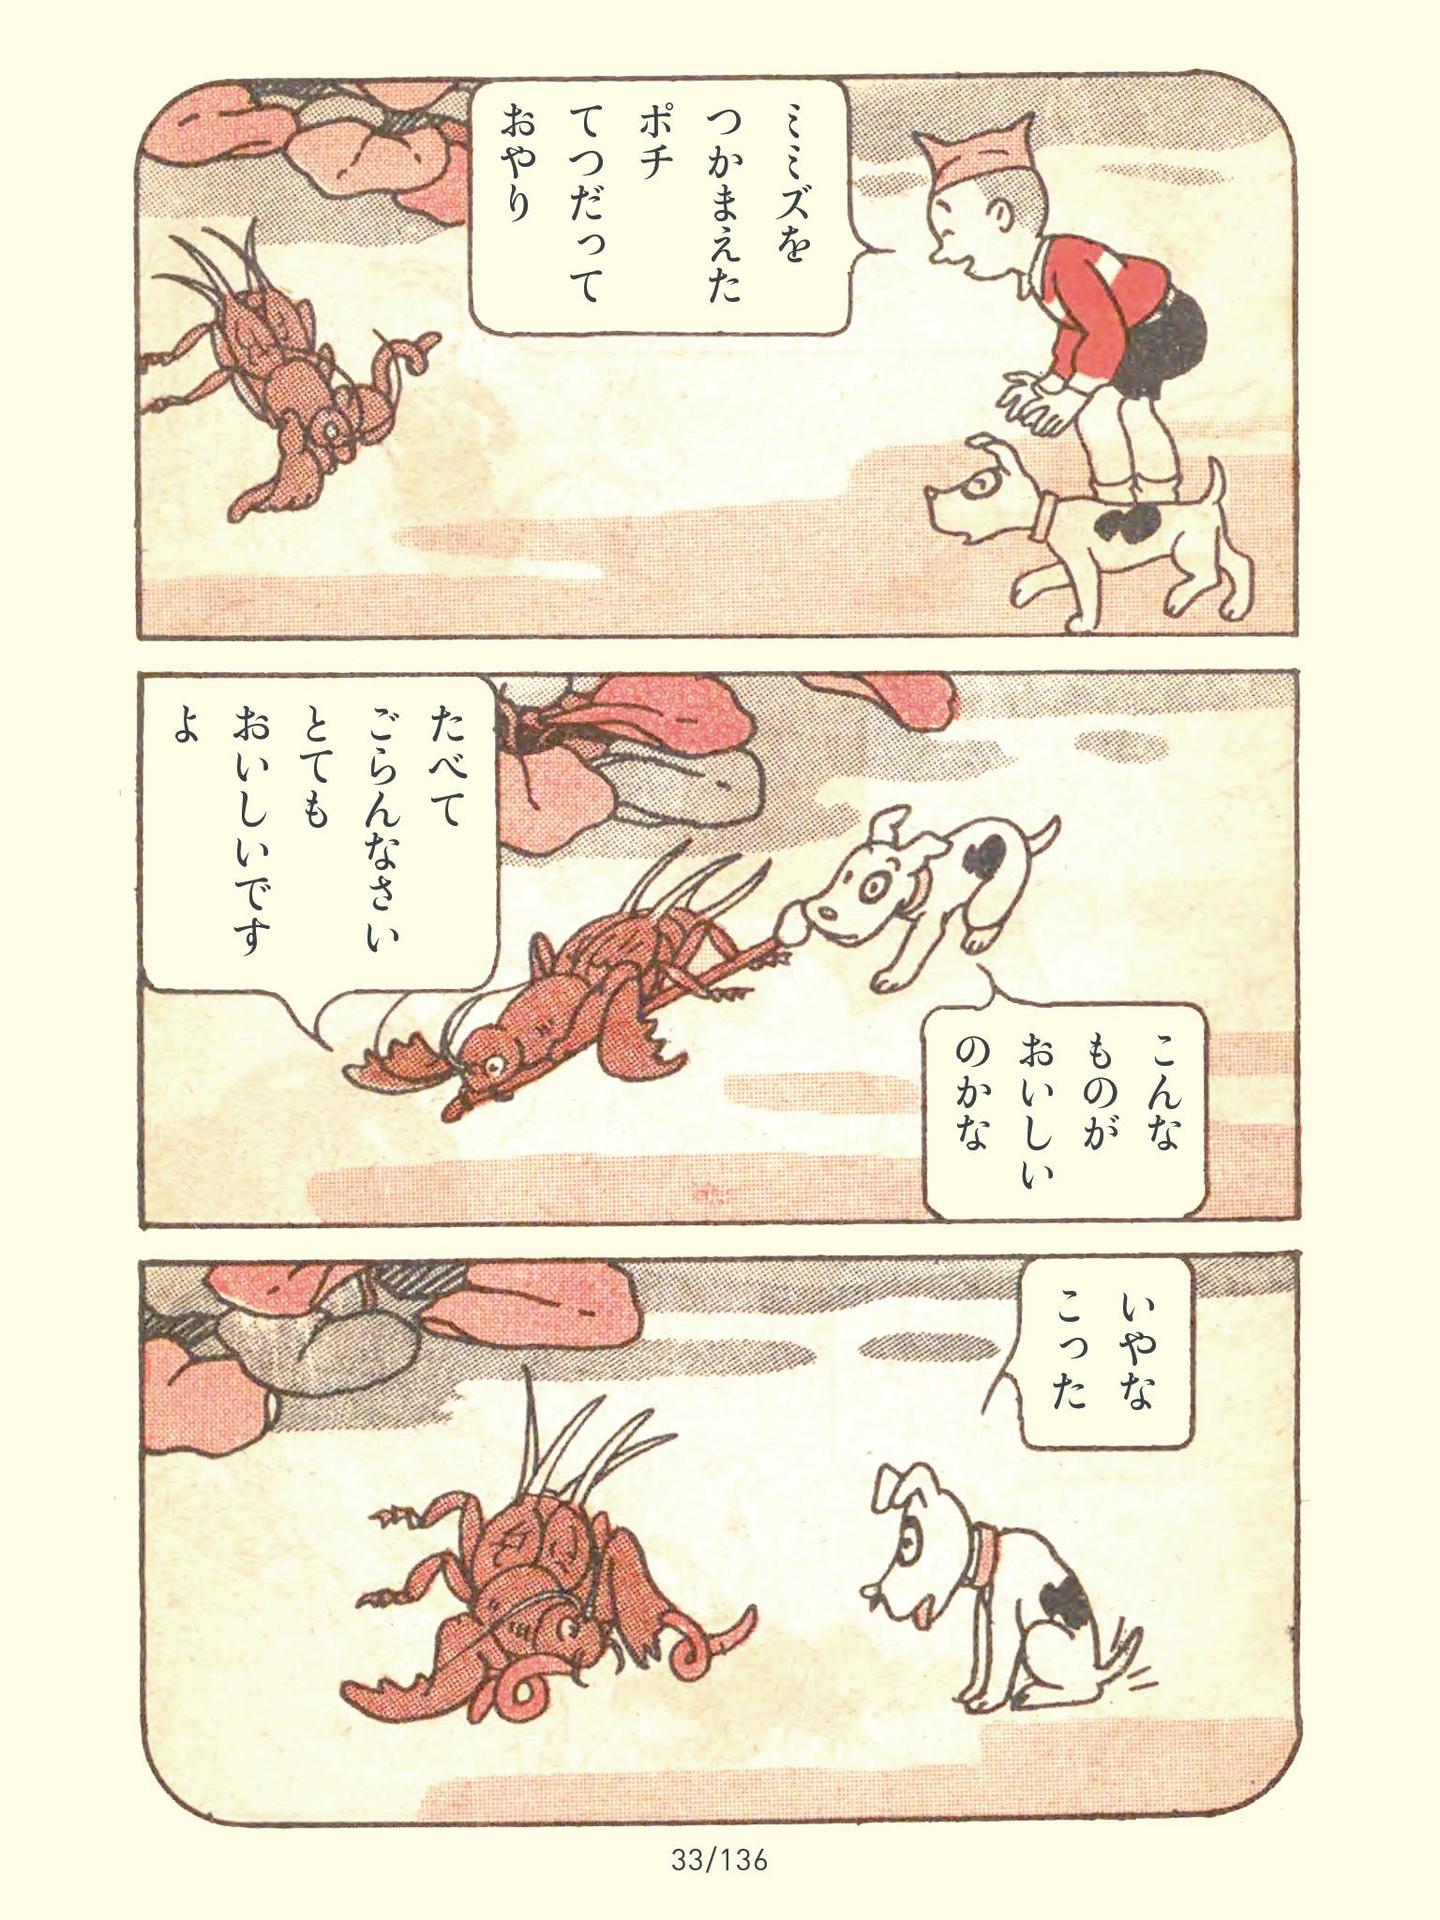 ミミズを
つかまえた
ポチ
てつだって
おやり
こんな
ものが
おいしい
のかな
たべて
ごらんなさい
とても
おいしいです
よ
いやな
こった
33/136